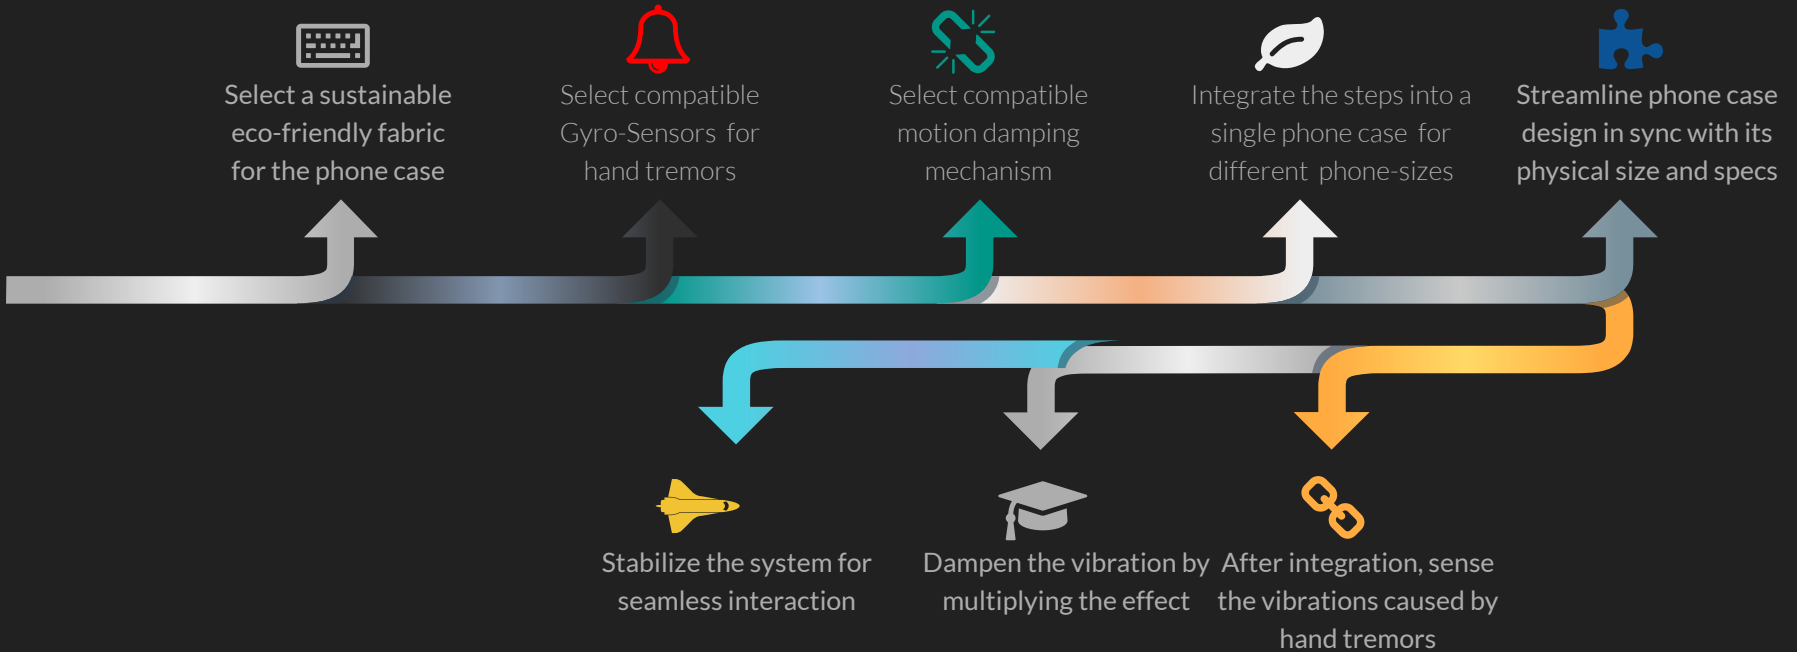 Select a sustainable
eco-friendly fabric
for the phone case
Select compatible
Gyro-Sensors for
hand tremors
Select compatible
motion damping
mechanism
Integrate the steps into a
single phone case for
different phone-sizes
Streamline phone case
design in sync with its
physical size and specs
Stabilize the system for
seamless interaction
Dampen the vibration by
multiplying the effect
After integration, sense
the vibrations caused by
hand tremors